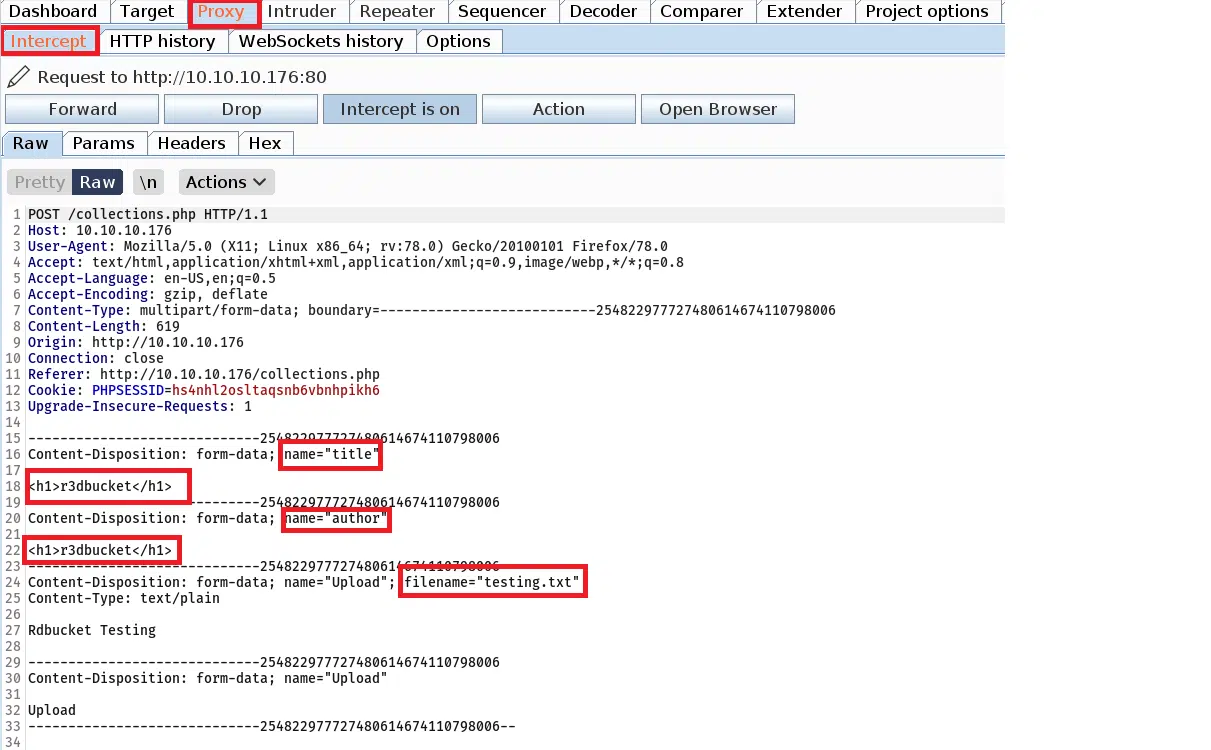 Dashboard Target Proxy Intruder Repeater Sequencer Decoder Comparer Extender Project options
Intercept HTTP history WebSockets history Options
Request to http://10.10.10.176:80
Forward Drop Intercept is on Action Open Browser
Raw Params Headers Hex
Pretty Raw \n Actions
1 POST /collections.php HTTP/1.1
2 Host: 10.10.10.176
3 User-Agent: Mozilla/5.0 (X11; Linux x86_64; rv:78.0) Gecko/20100101 Firefox/78.0
4 Accept: text/html,application/xhtml+xml,application/xml;q=0.9,image/webp,*/*;q=0.8
5 Accept-Language: en-US,en;q=0.5
6 Accept-Encoding: gzip, deflate
7 Content-Type: multipart/form-data; boundary=---------------------------254822977727480614674110798006
8 Content-Length: 619
9 Origin: http://10.10.10.176
10 Connection: close
11 Referer: http://10.10.10.176/collections.php
12 Cookie: PHPSESSID=hs4nhl2osltaqsnb6vbnhpikh6
13 Upgrade-Insecure-Requests: 1
14
15 -----------------------------254822977727480614674110798006
16 Content-Disposition: form-data; name="title"
17
18 <h1>r3dbucket</h1>
19 -----------------------------254822977727480614674110798006
20 Content-Disposition: form-data; name="author"
21
22 <h1>r3dbucket</h1>
23 -----------------------------254822977727480614674110798006
24 Content-Disposition: form-data; name="Upload"; filename="testing.txt"
25 Content-Type: text/plain
26
27 Rdbucket Testing
28
29 -----------------------------254822977727480614674110798006
30 Content-Disposition: form-data; name="Upload"
31
32 Upload
33 -----------------------------254822977727480614674110798006--
34